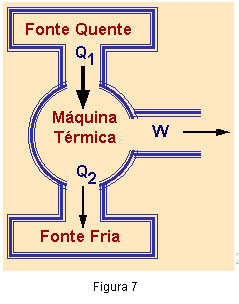 Fonte Quente
Q1
Máquina
Térmica
W
Q2
Fonte Fria
Figura 7